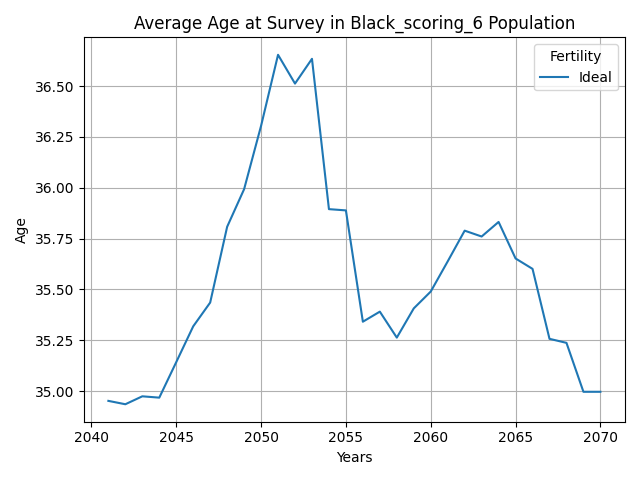 Average Age at Survey in Black_scoring_6 Population
Fertility
Ideal
Age
36.50
36.25
36.00
35.75
35.50
35.25
35.00
2040 2045 2050 2055 2060 2065 2070
Years